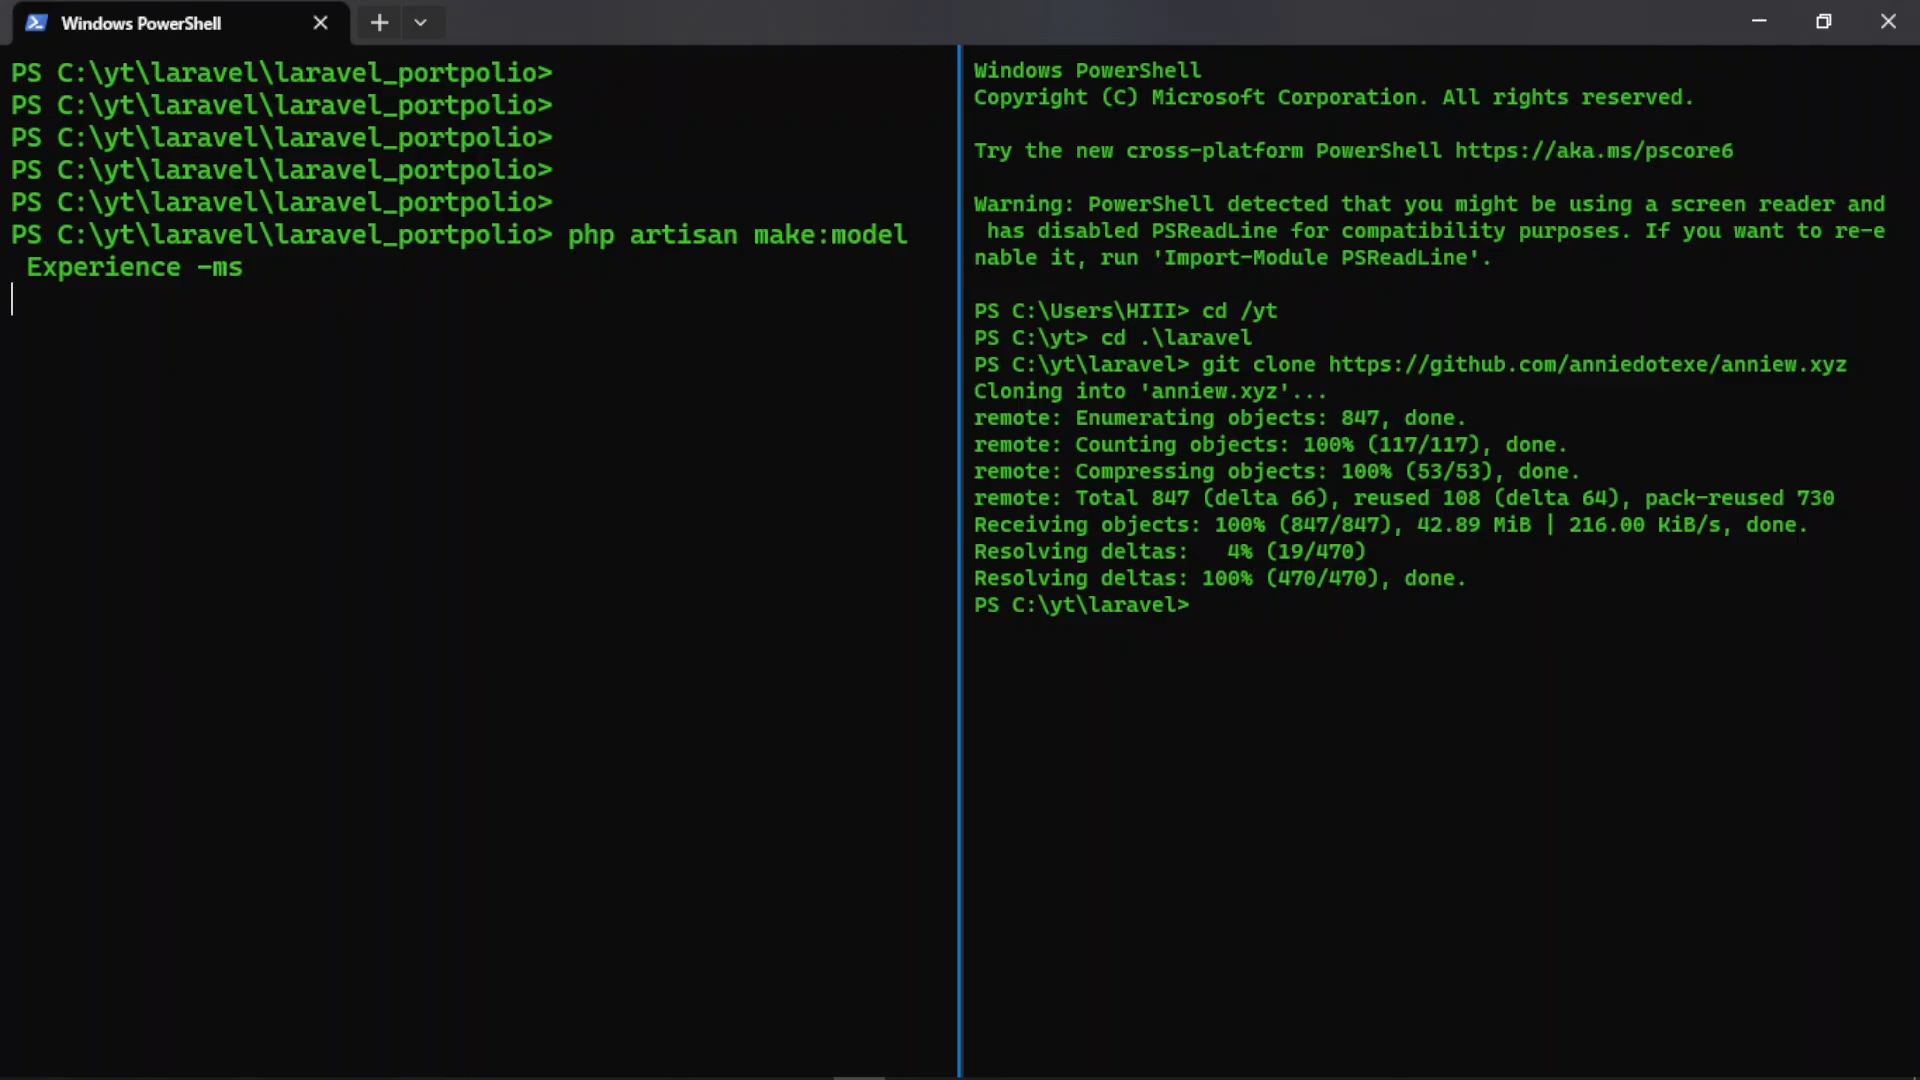 Windows PowerShell
PS C:\yt\laravel\laravel_portpolio>
PS C:\yt\laravel\laravel_portpolio>
PS C:\yt\laravel\laravel_portpolio>
PS C:\yt\laravel\laravel_portpolio>
PS C:\yt\laravel\laravel_portpolio>
PS C:\yt\laravel\laravel_portpolio> php artisan make:model
Experience -ms
Windows PowerShell
Copyright (C) Microsoft Corporation. All rights reserved.
Try the new cross-platform PowerShell https://aka.ms/pscore6
Warning: PowerShell detected that you might be using a screen reader and
has disabled PSReadLine for compatibility purposes. If you want to re-e
nable it, run 'Import-Module PSReadLine'.
PS C:\Users\HIII> cd /yt
PS C:\yt> cd .\laravel
PS C:\yt\laravel> git clone https://github.com/anniedotexe/anniew.xyz
Cloning into 'anniew.xyz'...
remote: Enumerating objects: 847, done.
remote: Counting objects: 100% (117/117), done.
remote: Compressing objects: 100% (53/53), done.
remote: Total 847 (delta 66), reused 108 (delta 64), pack-reused 730
Receiving objects: 100% (847/847), 42.89 MiB | 216.00 KiB/s, done.
Resolving deltas:   4% (19/470)
Resolving deltas: 100% (470/470), done.
PS C:\yt\laravel>